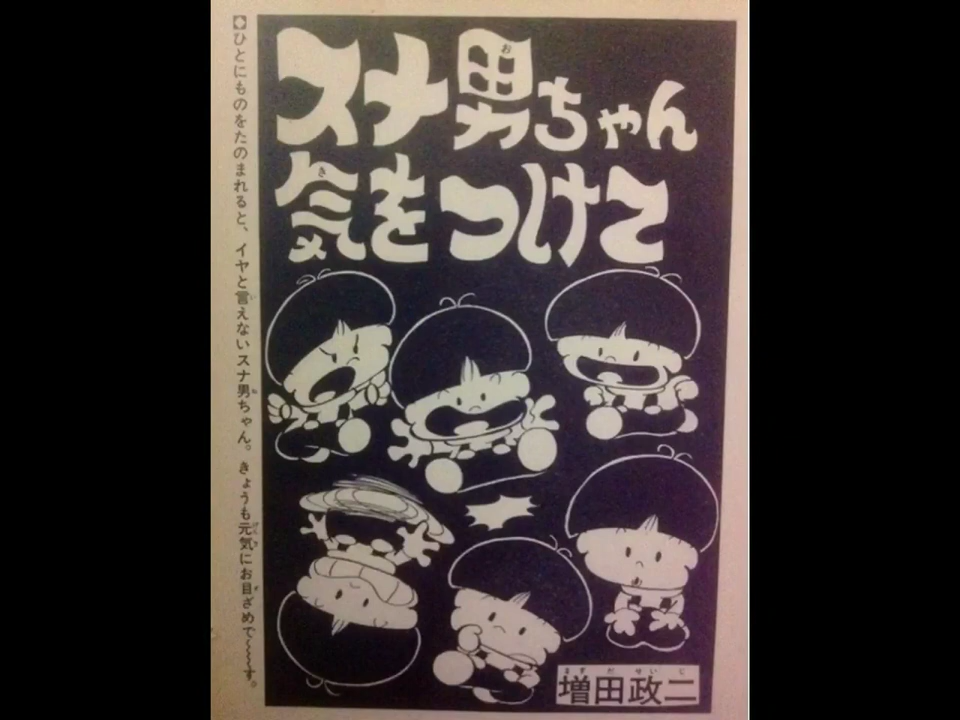 スナ男ちゃん
気をつけて
✿ひとにものをたのまれると、イヤと言えないスナ男ちゃん。きょうも元気にお目ざめで〜〜す。
増田政二